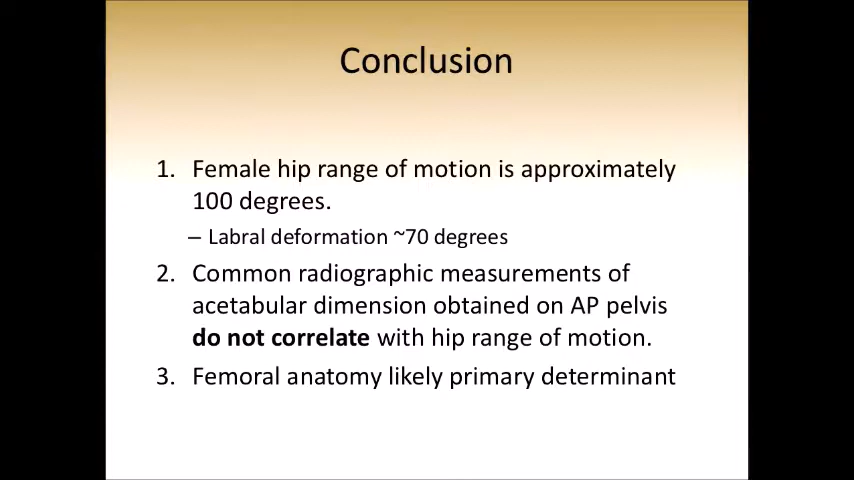 Conclusion
1. Female hip range of motion is approximately
100 degrees.
– Labral deformation ~70 degrees
2. Common radiographic measurements of
acetabular dimension obtained on AP pelvis
do not correlate with hip range of motion.
3. Femoral anatomy likely primary determinant